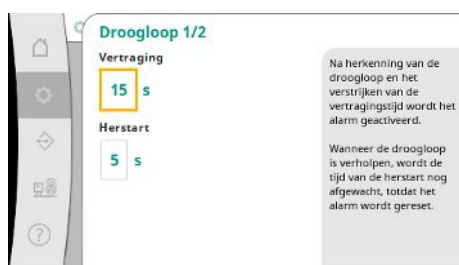 Droogloop 1/2
Vertraging
15 s
Herstart
5 s
Na herkenning van de
droogloop en het
verstrijken van de
vertragingstijd wordt het
alarm geactiveerd.
Wanneer de droogloop
is verholpen, wordt de
tijd van de herstart nog
afgewacht, totdat het
alarm wordt gereset.
?